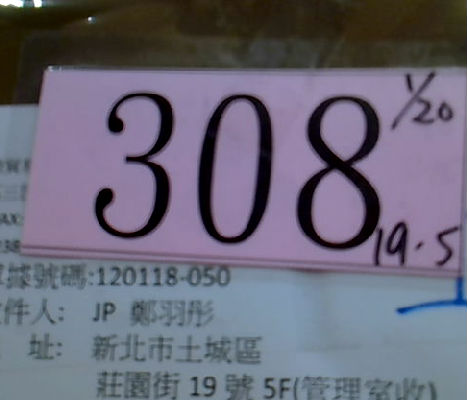 308
1/20
19.5
據號碼:120118-050
件人: JP 鄭羽彤
址: 新北市土城區
莊園街 19 號 5F(管理室收)